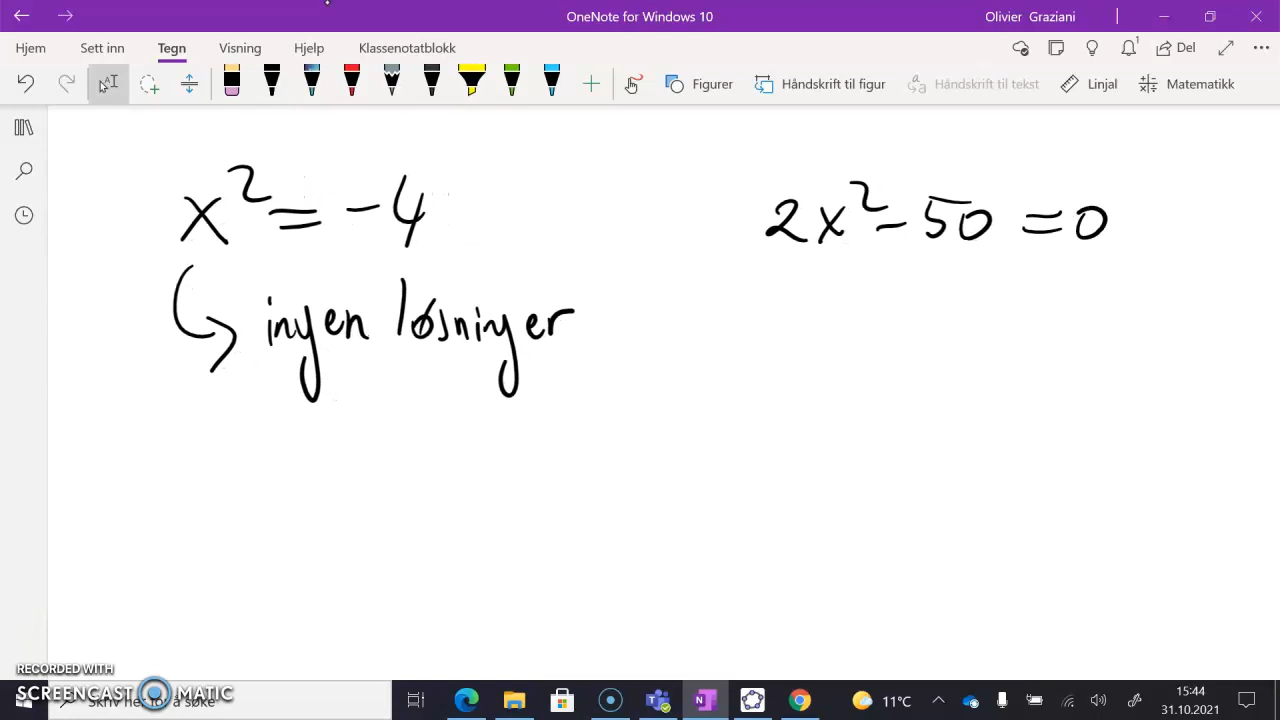 OneNote for Windows 10
Olivier Graziani
Hjem Sett inn Tegn Visning Hjelp Klassenotatblokk
Del
Figurer Håndskrift til figur Håndskrift til tekst Linjal Matematikk
x² = -4
2x² - 50 = 0
ingen løsninger
RECORDED WITH
SCREENCAST MATIC
11°C
15:44
31.10.2021